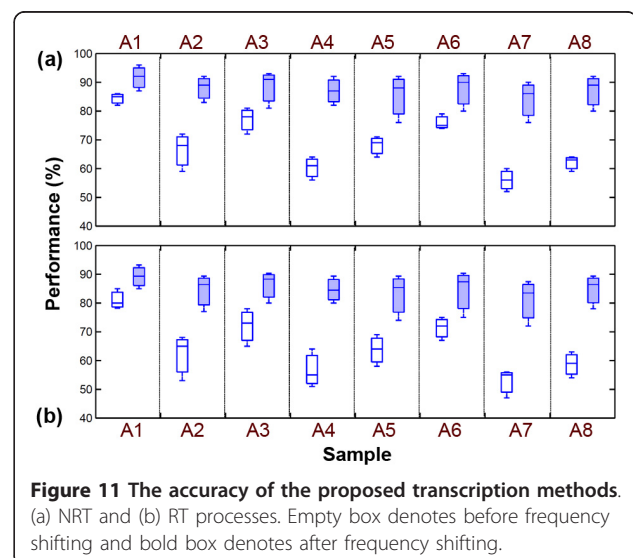 A1 A2 A3 A4 A5 A6 A7 A8
(a)
100
90
80
70
60
50
40
Performance (%)
100
90
80
70
60
50
40
(b)
A1 A2 A3 A4 A5 A6 A7 A8
Sample
Figure 11 The accuracy of the proposed transcription methods.
(a) NRT and (b) RT processes. Empty box denotes before frequency
shifting and bold box denotes after frequency shifting.